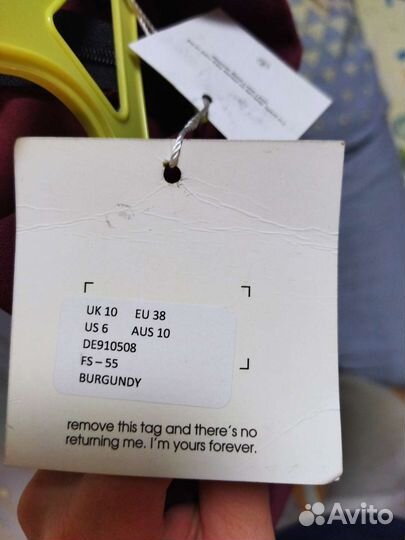 UK 10 EU 38
US 6 AUS 10
DE910508
FS – 55
BURGUNDY
remove this tag and there's no
returning me. I'm yours forever.
Avito